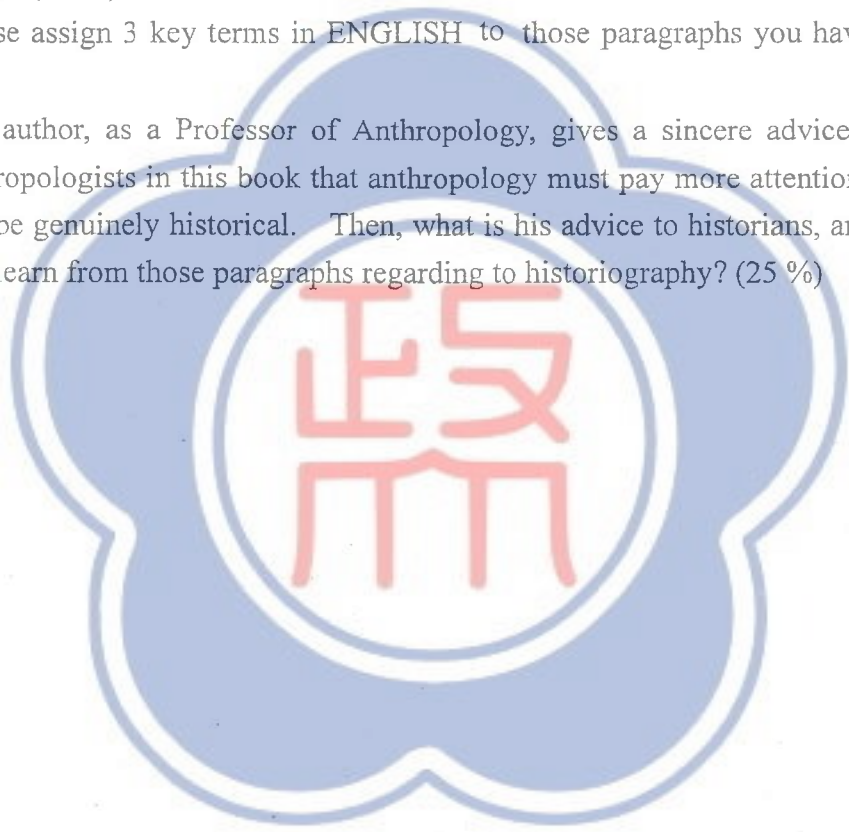 se assign 3 key terms in ENGLISH to those paragraphs you hav
author, as a Professor of Anthropology, gives a sincere advice
ropologists in this book that anthropology must pay more attention
be genuinely historical. Then, what is his advice to historians, an
learn from those paragraphs regarding to historiography? (25 %)
政大